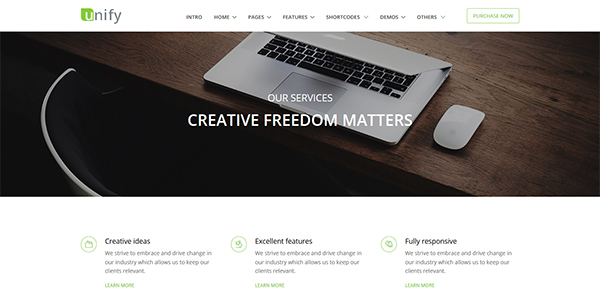 unify
INTRO HOME PAGES FEATURES SHORTCODES DEMOS OTHERS PURCHASE NOW
OUR SERVICES
CREATIVE FREEDOM MATTERS
Creative ideas
We strive to embrace and drive change in
our industry which allows us to keep our
clients relevant.
LEARN MORE
Excellent features
We strive to embrace and drive change in
our industry which allows us to keep our
clients relevant.
LEARN MORE
Fully responsive
We strive to embrace and drive change in
our industry which allows us to keep our
clients relevant.
LEARN MORE